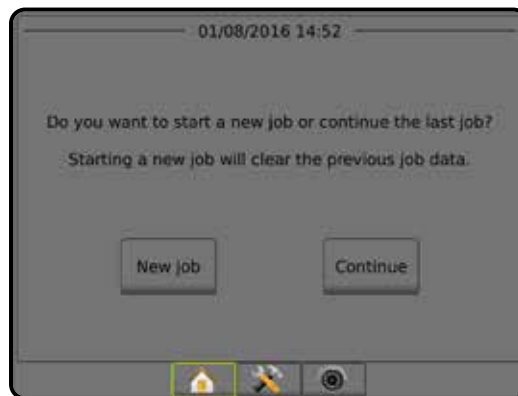 01/08/2016 14:52
Do you want to start a new job or continue the last job?
Starting a new job will clear the previous job data.
New job
Continue